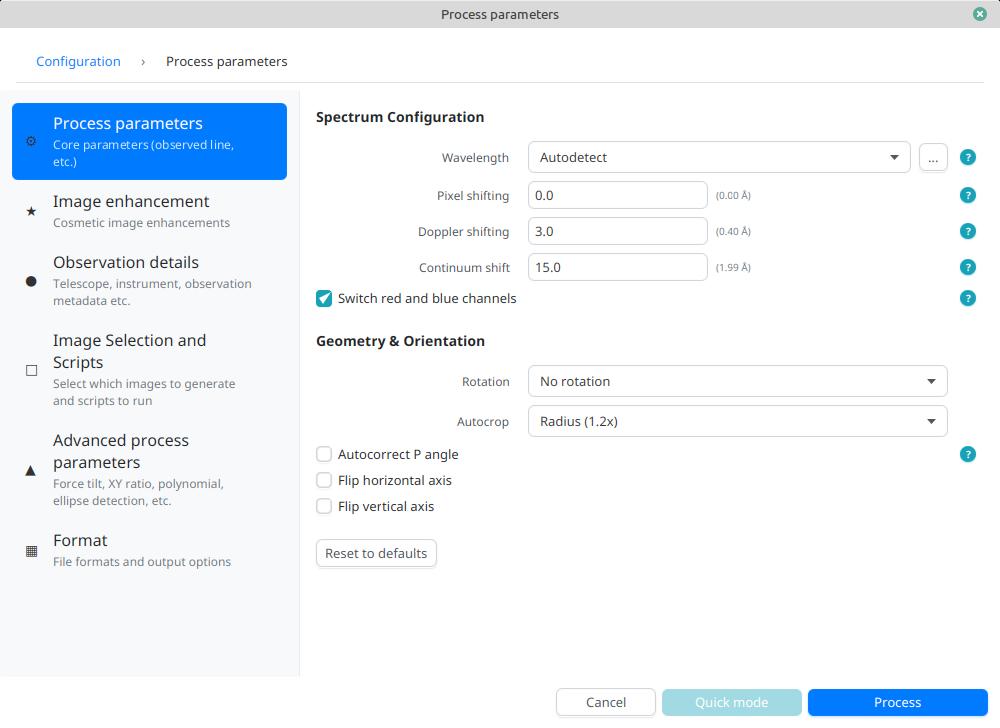 Process parameters
Configuration › Process parameters
Process parameters
Core parameters (observed line,
etc.)
Image enhancement
Cosmetic image enhancements
Observation details
Telescope, instrument, observation
metadata etc.
Image Selection and
Scripts
Select which images to generate
and scripts to run
Advanced process
parameters
Force tilt, XY ratio, polynomial,
ellipse detection, etc.
Format
File formats and output options
Spectrum Configuration
Wavelength Autodetect ... ?
Pixel shifting 0.0 (0.00 Å) ?
Doppler shifting 3.0 (0.40 Å) ?
Continuum shift 15.0 (1.99 Å) ?
Switch red and blue channels ?
Geometry & Orientation
Rotation No rotation
Autocrop Radius (1.2x)
Autocorrect P angle ?
Flip horizontal axis
Flip vertical axis
Reset to defaults
Cancel Quick mode Process